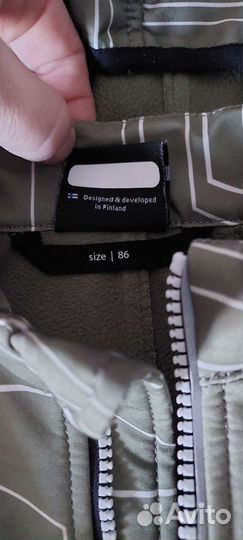 Designed & developed
in Finland
size | 86
Avito